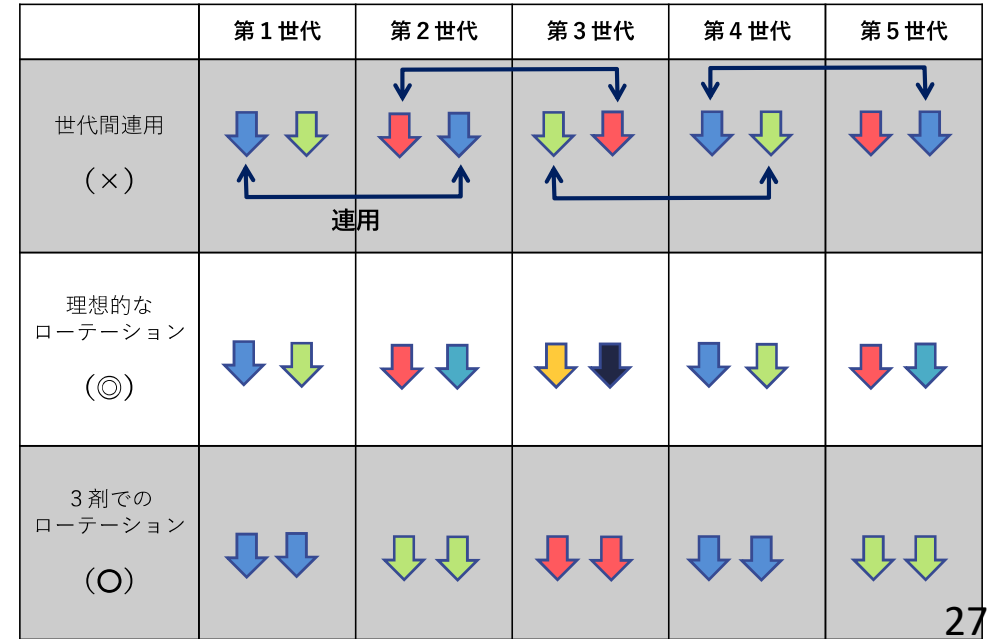 第1世代
第2世代
第3世代
第4世代
第5世代
世代間連用
(×)
連用
理想的な
ローテーション
(◎)
3剤での
ローテーション
(○)
27